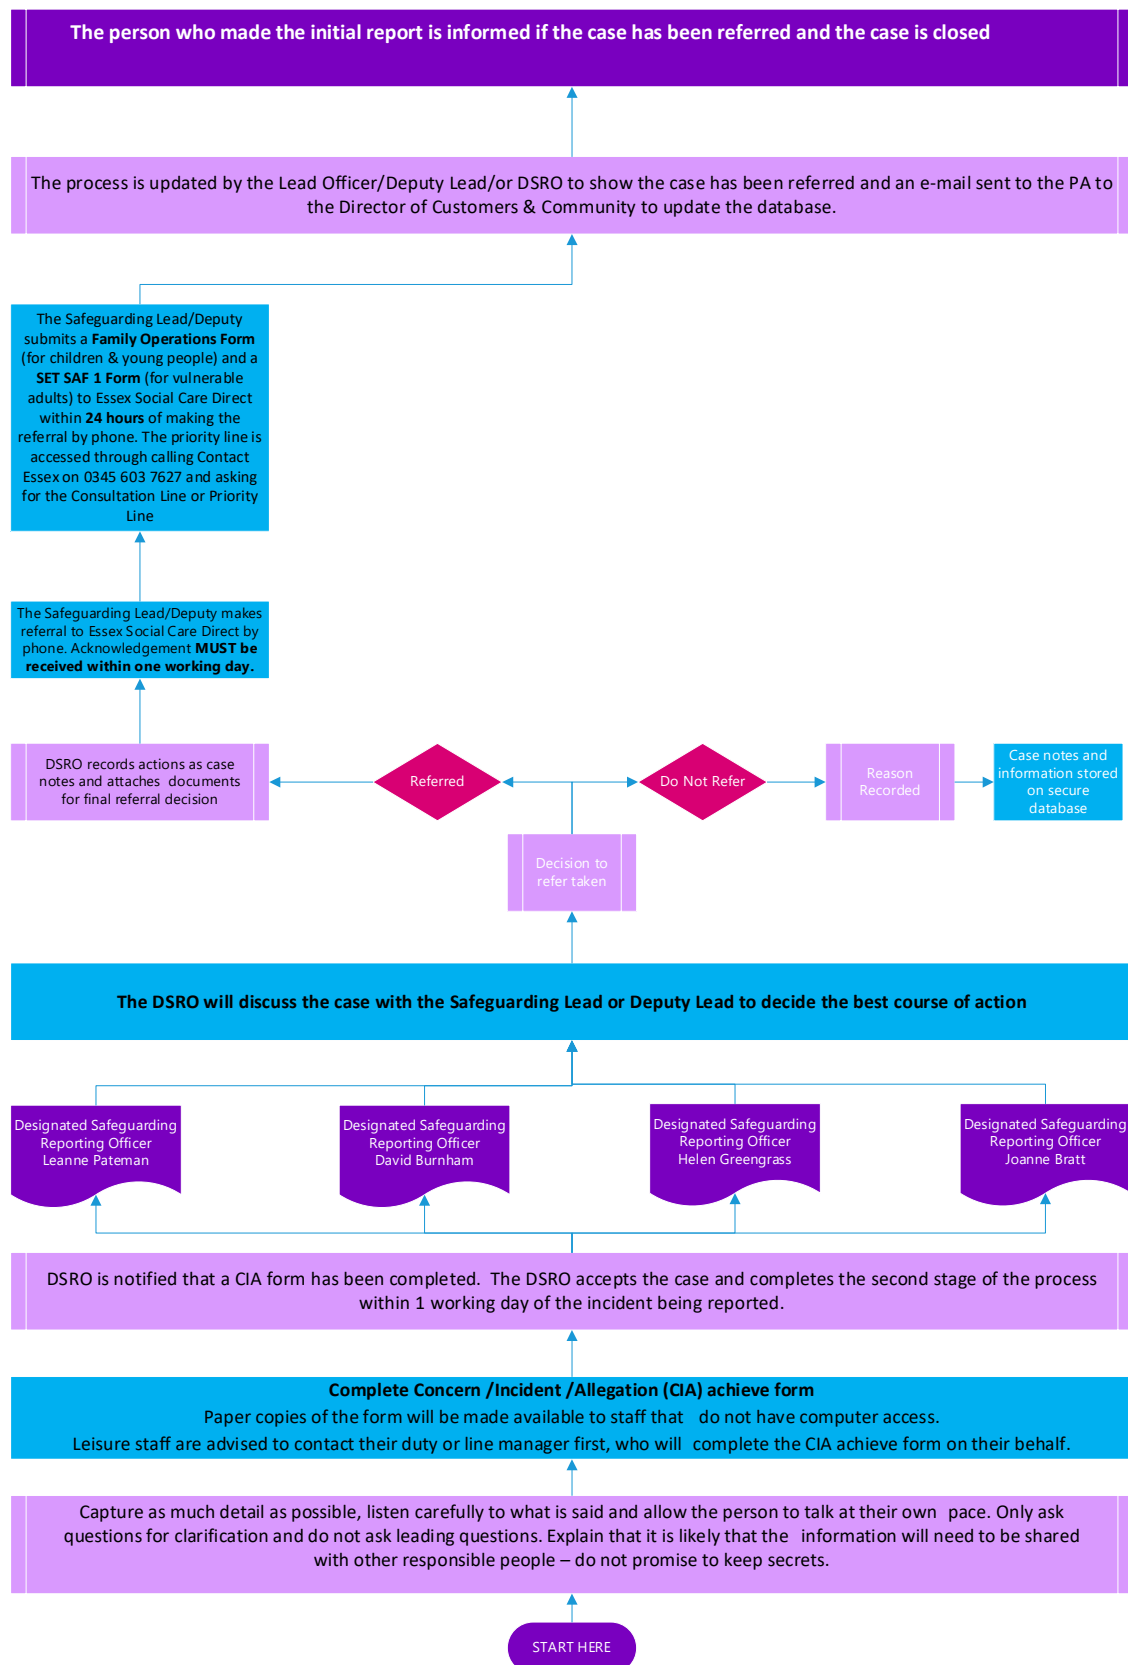 The person who made the initial report is informed if the case has been referred and the case is closed
The process is updated by the Lead Officer/Deputy Lead/or DSRO to show the case has been referred and an e-mail sent to the PA to
the Director of Customers & Community to update the database.
The Safeguarding Lead/Deputy
submits a Family Operations Form
(for children & young people) and a
SET SAF 1 Form (for vulnerable
adults) to Essex Social Care Direct
within 24 hours of making the
referral by phone. The priority line is
accessed through calling Contact
Essex on 0345 603 7627 and asking
for the Consultation Line or Priority
Line
The Safeguarding Lead/Deputy makes
referral to Essex Social Care Direct by
phone. Acknowledgement MUST be
received within one working day.
DSRO records actions as case
notes and attaches documents
for final referral decision
Referred
Do Not Refer
Reason
Recorded
Case notes and
information stored
on secure
database
Decision to
refer taken
The DSRO will discuss the case with the Safeguarding Lead or Deputy Lead to decide the best course of action
Designated Safeguarding
Reporting Officer
Leanne Pateman
Designated Safeguarding
Reporting Officer
David Burnham
Designated Safeguarding
Reporting Officer
Helen Greengrass
Designated Safeguarding
Reporting Officer
Joanne Bratt
DSRO is notified that a CIA form has been completed. The DSRO accepts the case and completes the second stage of the process
within 1 working day of the incident being reported.
Complete Concern /Incident /Allegation (CIA) achieve form
Paper copies of the form will be made available to staff that do not have computer access.
Leisure staff are advised to contact their duty or line manager first, who will complete the CIA achieve form on their behalf.
Capture as much detail as possible, listen carefully to what is said and allow the person to talk at their own pace. Only ask
questions for clarification and do not ask leading questions. Explain that it is likely that the information will need to be shared
with other responsible people – do not promise to keep secrets.
START HERE